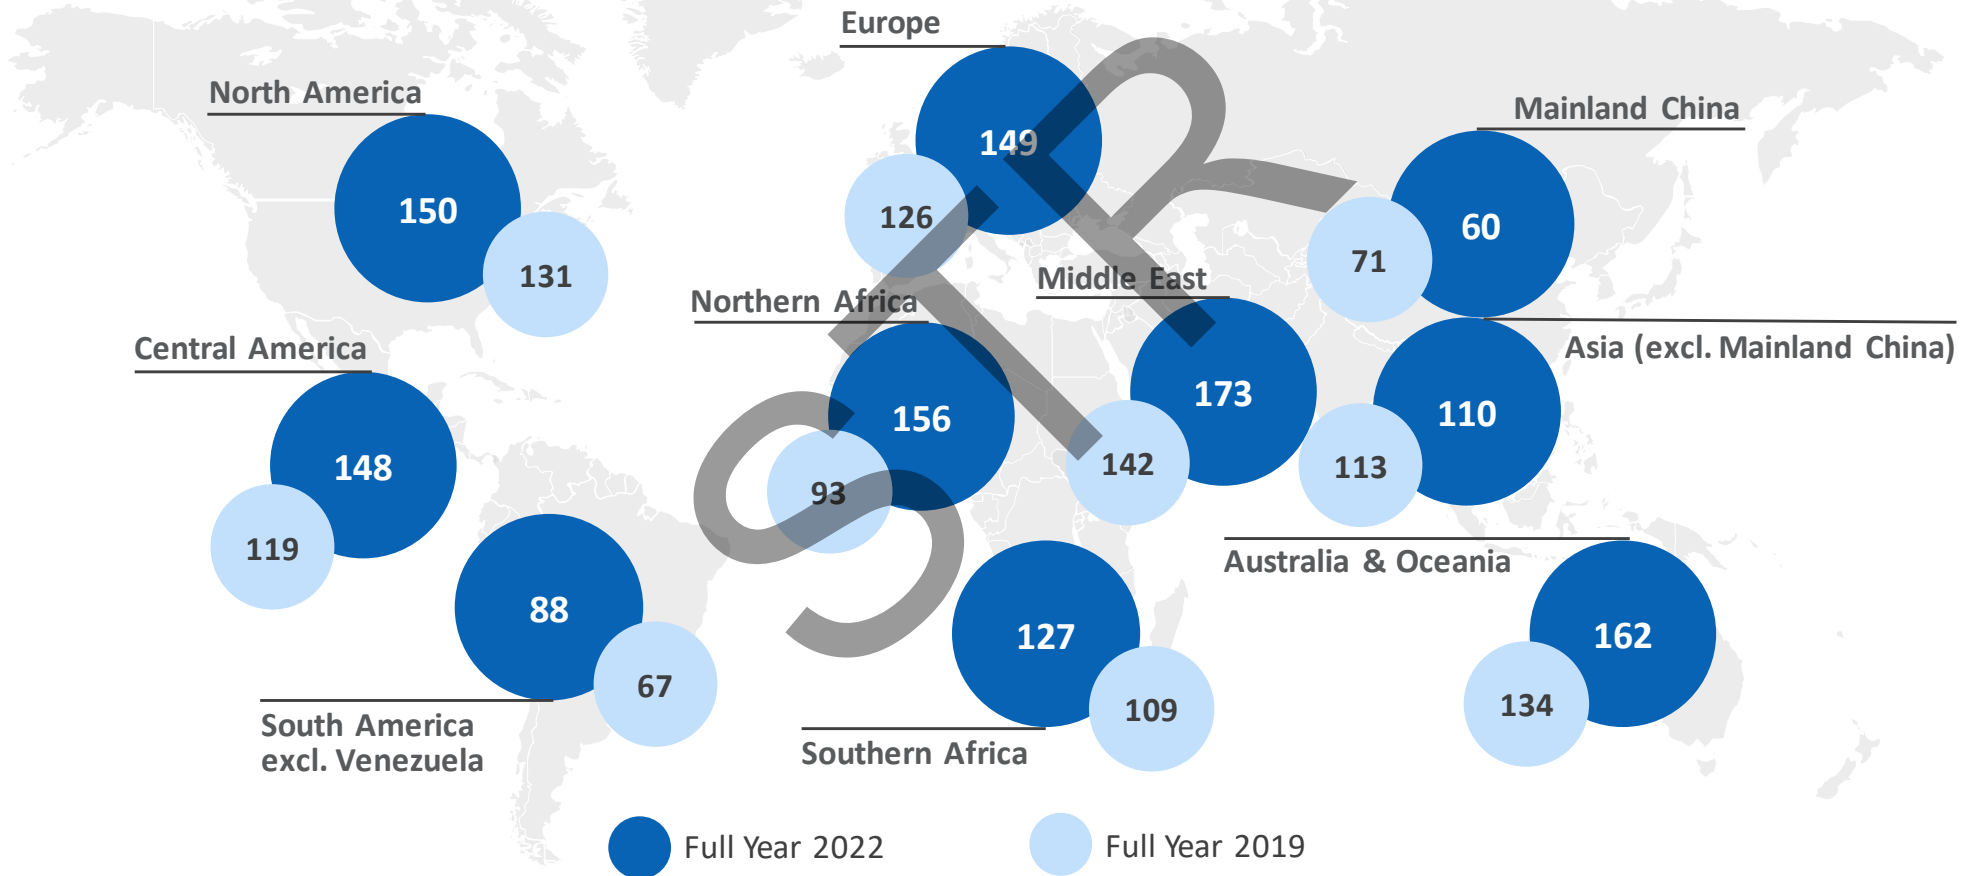 Europe
149
126
North America
150
131
Mainland China
60
71
Northern Africa
156
93
Middle East
173
142
Asia (excl. Mainland China)
110
113
Central America
148
119
88
67
South America
excl. Venezuela
127
109
Southern Africa
Australia & Oceania
162
134
Full Year 2022
Full Year 2019
STR